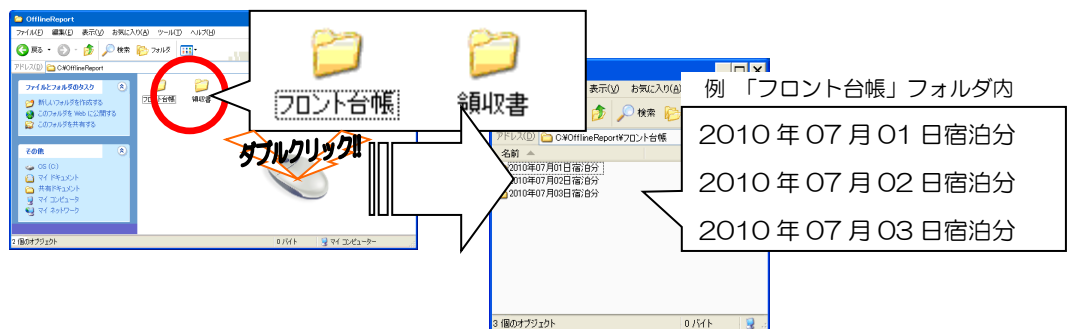 OfflineReport
ファイル(F) 編集(E) 表示(V) お気に入り(A) ツール(T) ヘルプ(H)
戻る 検索 フォルダ
アドレス(D) C:¥OfflineReport
ファイルとフォルダのタスク
新しいフォルダを作成する
このフォルダを Web に公開する
このフォルダを共有する
その他
OS (C:)
マイ ドキュメント
共有ドキュメント
マイ コンピュータ
マイ ネットワーク
フロント台帳 領収書
2 個のオブジェクト 0 バイト マイ コンピューター
フロント台帳 領収書
ダブルクリック!!
表示(V) お気に入り(A)
検索
アドレス(D) C:¥OfflineReport¥フロント台帳
名前
2010年07月01日宿泊分
2010年07月02日宿泊分
2010年07月03日宿泊分
3 個のオブジェクト 0 バイト
例 「フロント台帳」フォルダ内
2010 年 07 月 01 日宿泊分
2010 年 07 月 02 日宿泊分
2010 年 07 月 03 日宿泊分